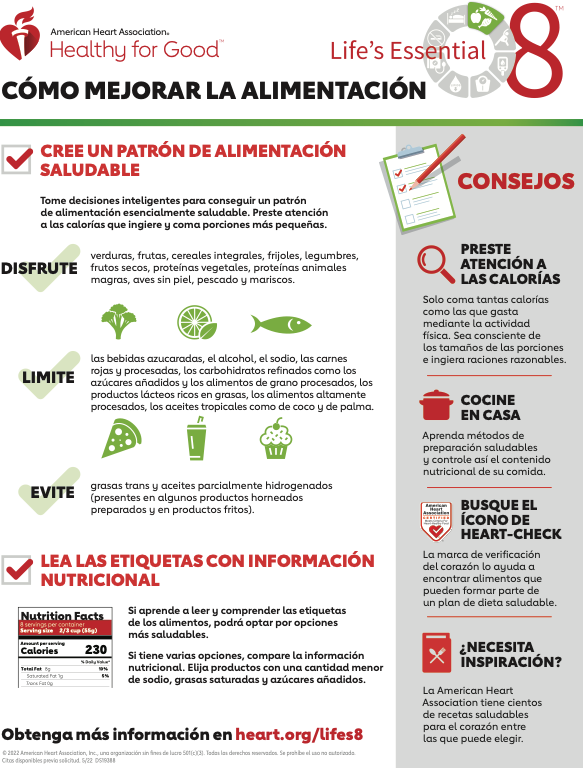 American Heart Association®
Healthy for Good™
Life's Essential 8™
CÓMO MEJORAR LA ALIMENTACIÓN
CREE UN PATRÓN DE ALIMENTACIÓN
SALUDABLE
Tome decisiones inteligentes para conseguir un patrón
de alimentación esencialmente saludable. Preste atención
a las calorías que ingiere y coma porciones más pequeñas.
DISFRUTE
verduras, frutas, cereales integrales, frijoles, legumbres,
frutos secos, proteínas vegetales, proteínas animales
magras, aves sin piel, pescado y mariscos.
LIMITE
las bebidas azucaradas, el alcohol, el sodio, las carnes
rojas y procesadas, los carbohidratos refinados como los
azúcares añadidos y los alimentos de grano procesados, los
productos lácteos ricos en grasas, los alimentos altamente
procesados, los aceites tropicales como de coco y de palma.
EVITE
grasas trans y aceites parcialmente hidrogenados
(presentes en algunos productos horneados
preparados y en productos fritos).
LEA LAS ETIQUETAS CON INFORMACIÓN
NUTRICIONAL
Nutrition Facts
8 servings per container
Serving size 2/3 cup (55g)
Amount per serving
Calories 230
% Daily Value*
Total Fat 8g 10%
Saturated Fat 1g 5%
Trans Fat 0g
Si aprende a leer y comprender las etiquetas
de los alimentos, podrá optar por opciones
más saludables.
Si tiene varias opciones, compare la información
nutricional. Elija productos con una cantidad menor
de sodio, grasas saturadas y azúcares añadidos.
CONSEJOS
PRESTE
ATENCIÓN A
LAS CALORÍAS
Solo coma tantas calorías
como las que gasta
mediante la actividad
física. Sea consciente de
los tamaños de las porciones
e ingiera raciones razonables.
COCINE
EN CASA
Aprenda métodos de
preparación saludables
y controle así el contenido
nutricional de su comida.
American
Heart
Association
CERTIFIED
BUSQUE EL
ÍCONO DE
HEART-CHECK
La marca de verificación
del corazón lo ayuda a
encontrar alimentos que
pueden formar parte de
un plan de dieta saludable.
¿NECESITA
INSPIRACIÓN?
La American Heart
Association tiene cientos
de recetas saludables
para el corazón entre
las que puede elegir.
Obtenga más información en heart.org/lifes8
© 2022 American Heart Association, Inc., una organización sin fines de lucro 501(c)(3). Todos los derechos reservados. Se prohíbe el uso no autorizado.
Citas disponibles previa solicitud. 5/22 DS19388